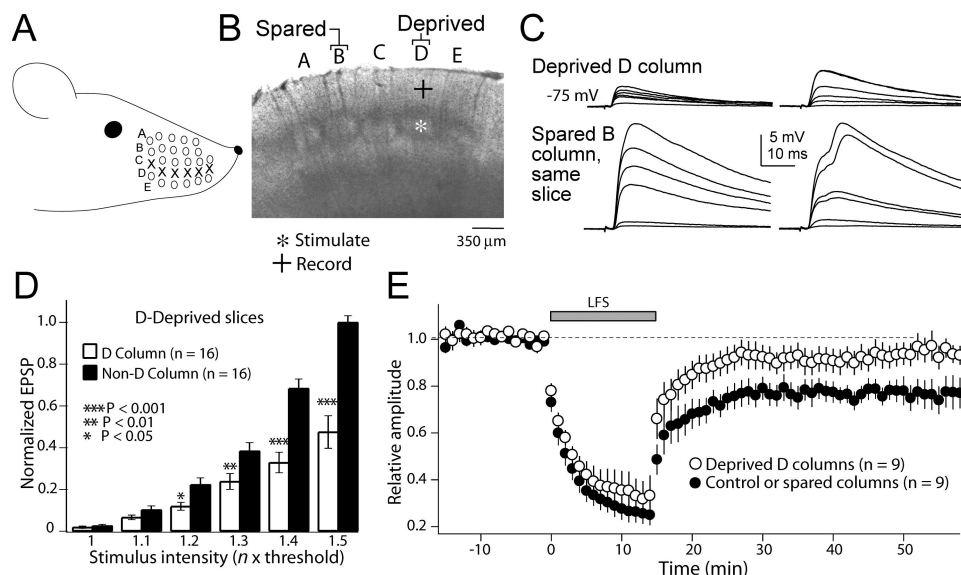 A
A
B
C
D
E
X
X X X X X X
B
Spared
Deprived
A B C D E
* Stimulate
+ Record
350 μm
C
Deprived D column
-75 mV
Spared B
column,
same
slice
5 mV
10 ms
D
D-Deprived slices
D Column (n = 16)
Non-D Column (n = 16)
***P < 0.001
** P < 0.01
* P < 0.05
Normalized EPSP
1.0
0.8
0.6
0.4
0.2
0
*
**
***
***
1 1.1 1.2 1.3 1.4 1.5
Stimulus intensity (n x threshold)
E
LFS
Relative amplitude
1.0
0.8
0.6
0.4
0.2
Deprived D columns (n = 9)
Control or spared columns (n = 9)
-10 0 10 20 30 40 50
Time (min)